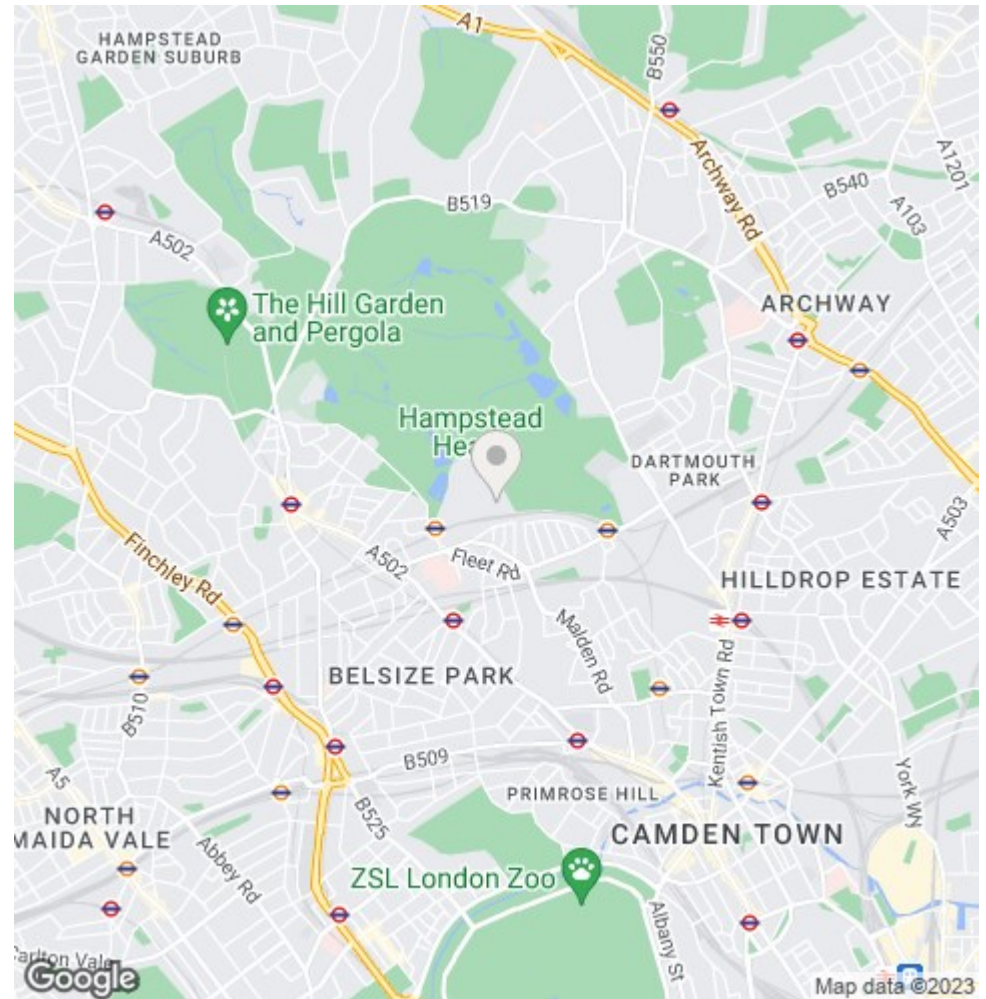 A1
HAMPSTEAD
GARDEN SUBURB
B550
Archway Rd
A1201
B540
A103
B519
A502
The Hill Garden
and Pergola
ARCHWAY
Hampstead
DARTMOUTH
PARK
A503
Finchley Rd
A502
Fleet Rd
HILLDROP ESTATE
Malden Rd
BELSIZE PARK
B510
Kentish Town Rd
B509
A5
York Wy
PRIMROSE HILL
NORTH
MAIDA VALE
B525
CAMDEN TOWN
Abbey Rd
ZSL London Zoo
Albany St
Carlton Vale
Google
Map data ©2023